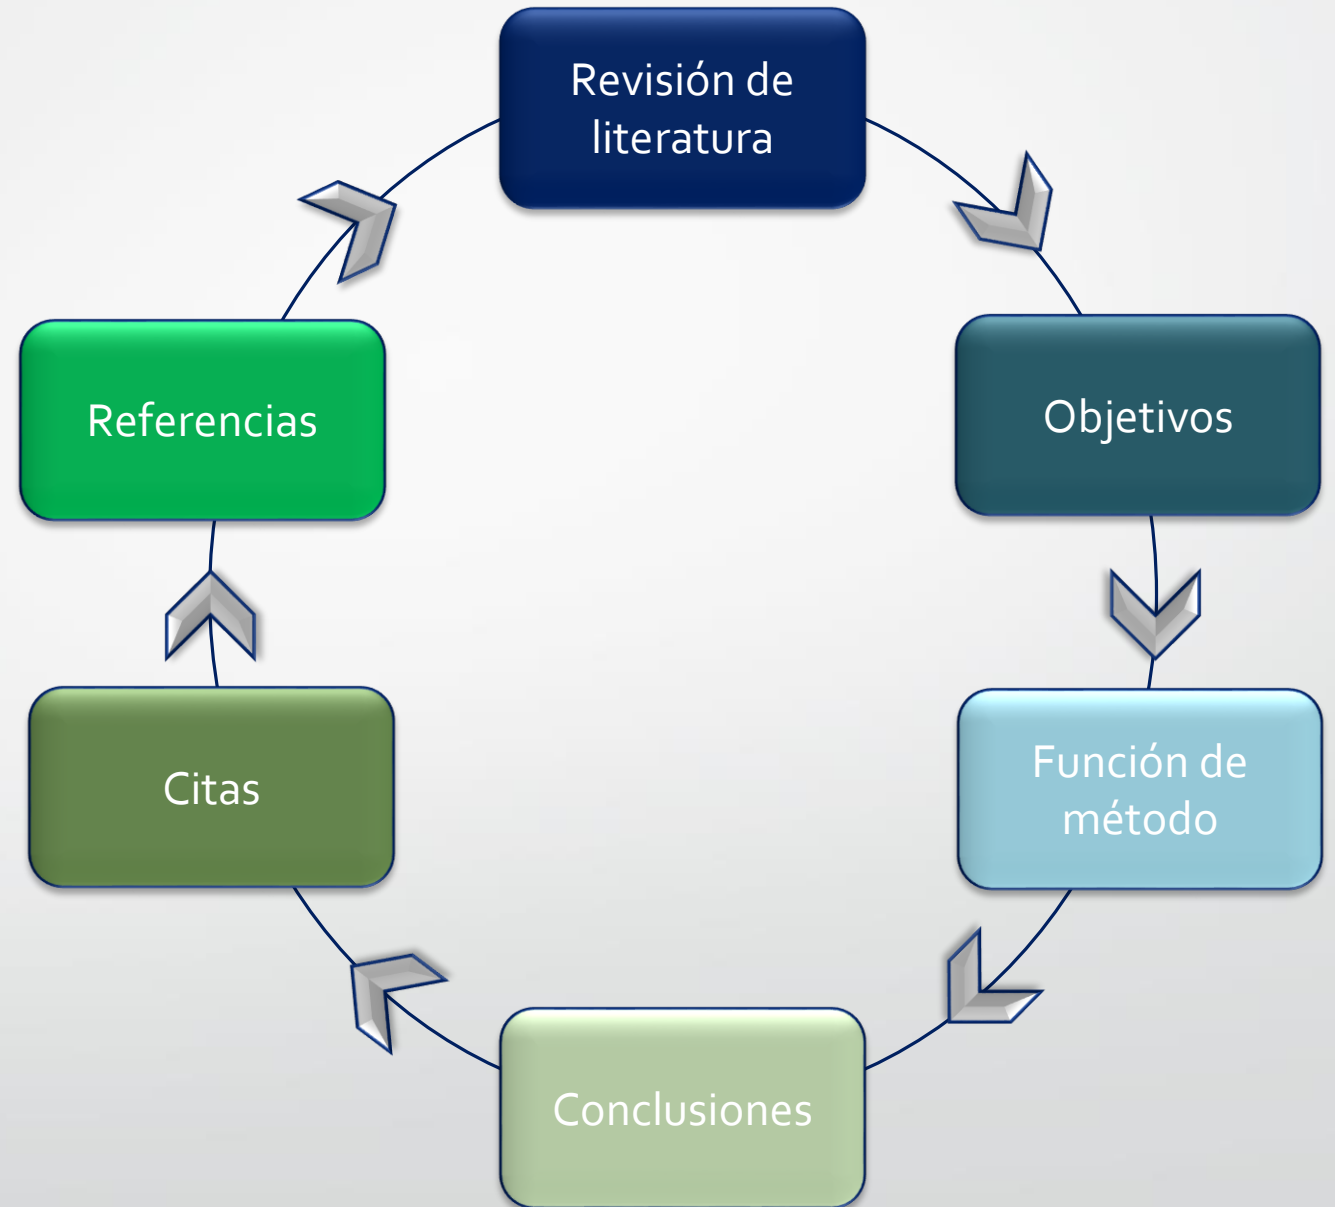 Revisión de
literatura
Objetivos
Función de
método
Conclusiones
Citas
Referencias